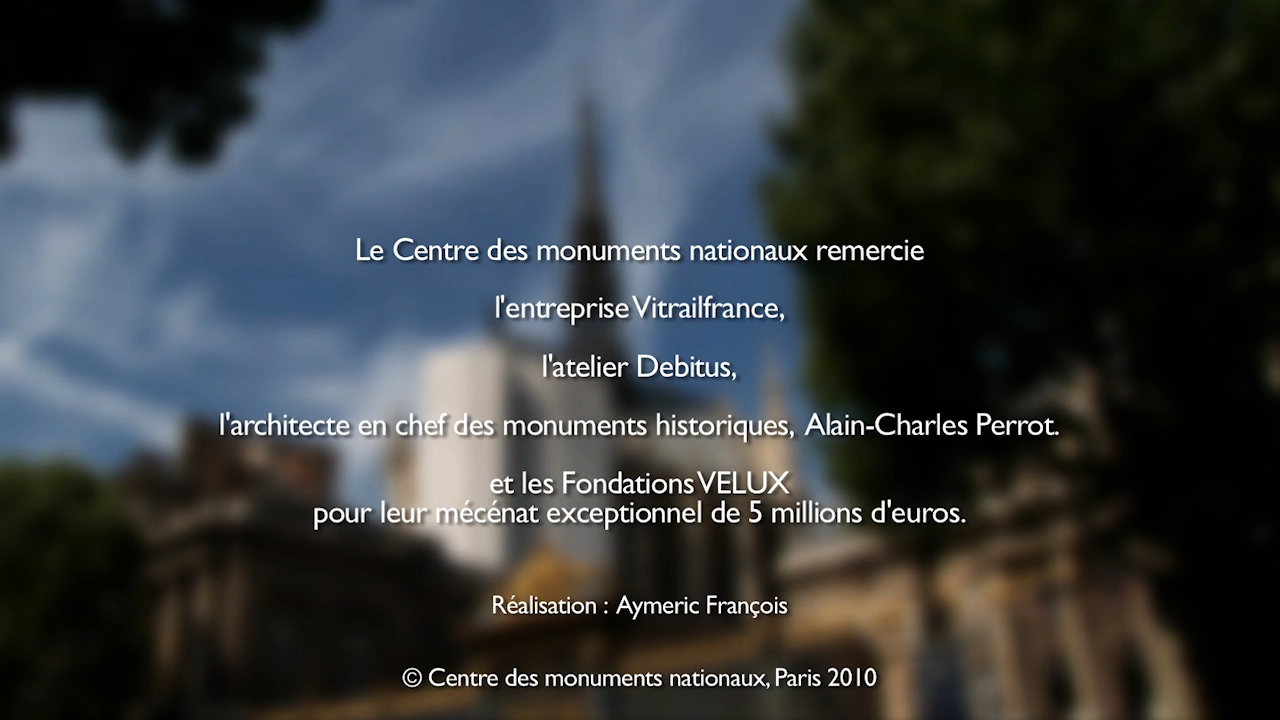 Le Centre des monuments nationaux remercie
l'entreprise Vitrailfrance,
l'atelier Debitus,
l'architecte en chef des monuments historiques, Alain-Charles Perrot.
et les Fondations VELUX
pour leur mécénat exceptionnel de 5 millions d'euros.
Réalisation : Aymeric François
© Centre des monuments nationaux, Paris 2010